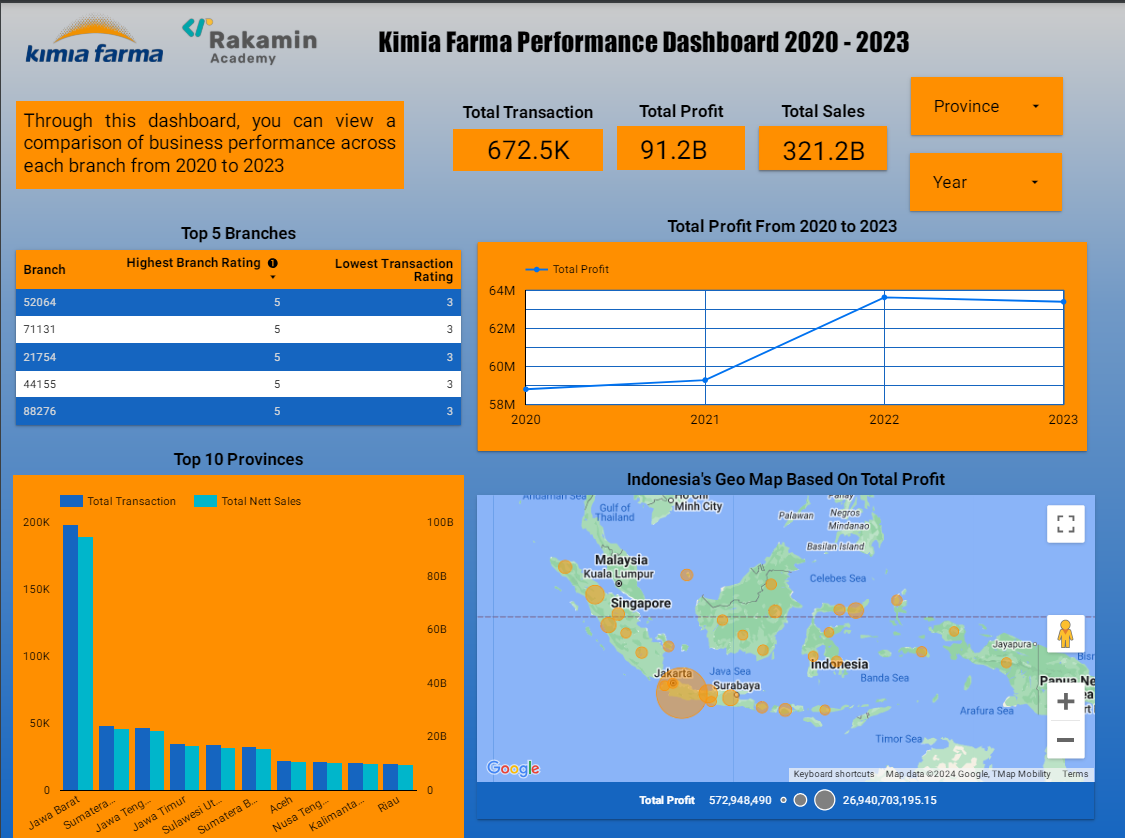 kimia farma
Rakamin
Academy
Kimia Farma Performance Dashboard 2020 - 2023
Through this dashboard, you can view a
comparison of business performance across
each branch from 2020 to 2023
Total Transaction
672.5K
Total Profit
91.2B
Total Sales
321.2B
Province
Year
Top 5 Branches
Branch Highest Branch Rating Lowest Transaction
Rating
52064 5 3
71131 5 3
21754 5 3
44155 5 3
88276 5 3
Total Profit From 2020 to 2023
Total Profit
64M
62M
60M
58M
2020 2021 2022 2023
Top 10 Provinces
Total Transaction Total Nett Sales
200K 100B
150K 80B
100K 60B
50K 40B
0 20B
0
Jawa Barat
Sumatera...
Jawa Teng...
Jawa Timur
Sulawesi Ut...
Sumatera B...
Aceh
Nusa Teng...
Kalimanta...
Riau
Indonesia's Geo Map Based On Total Profit
Andaman Sea
Gulf of
Thailand
Ho Chi
Minh City
Palawan
Panay
Negros
Mindanao
Basilan Island
Malaysia
Kuala Lumpur
Celebes Sea
Singapore
Jayapura
Indonesia
Java Sea
Jakarta
Surabaya
Banda Sea
Papua Ne
Arafura Sea
Timor Sea
Google
Keyboard shortcuts Map data ©2024 Google, TMap Mobility Terms
Total Profit 572,948,490 26,940,703,195.15